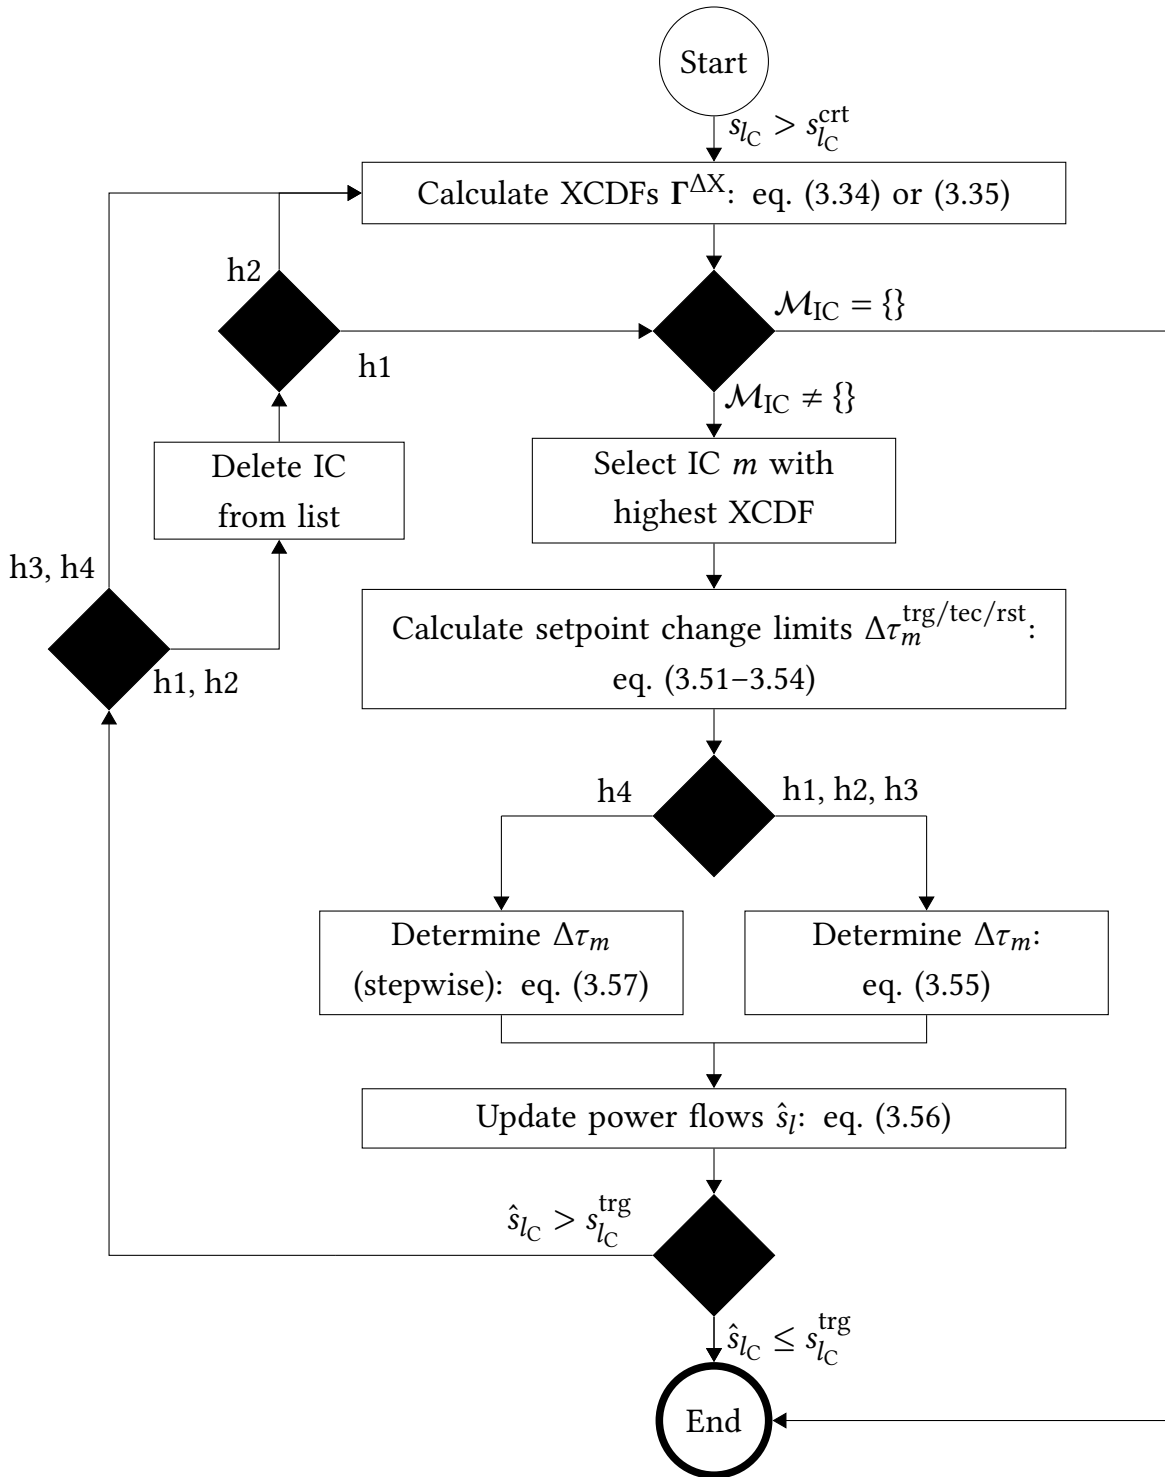 Start
s_{l_C} > s_{l_C}^{crt}
Calculate XCDFs Γ^{ΔX}: eq. (3.34) or (3.35)
h2
ℳ_{IC} = {}
h1
ℳ_{IC} ≠ {}
Delete IC
from list
Select IC m with
highest XCDF
h3, h4
Calculate setpoint change limits Δτ_m^{trg/tec/rst}:
eq. (3.51–3.54)
h1, h2
h4
h1, h2, h3
Determine Δτ_m
(stepwise): eq. (3.57)
Determine Δτ_m:
eq. (3.55)
Update power flows ŝ_l: eq. (3.56)
ŝ_{l_C} > s_{l_C}^{trg}
ŝ_{l_C} ≤ s_{l_C}^{trg}
End